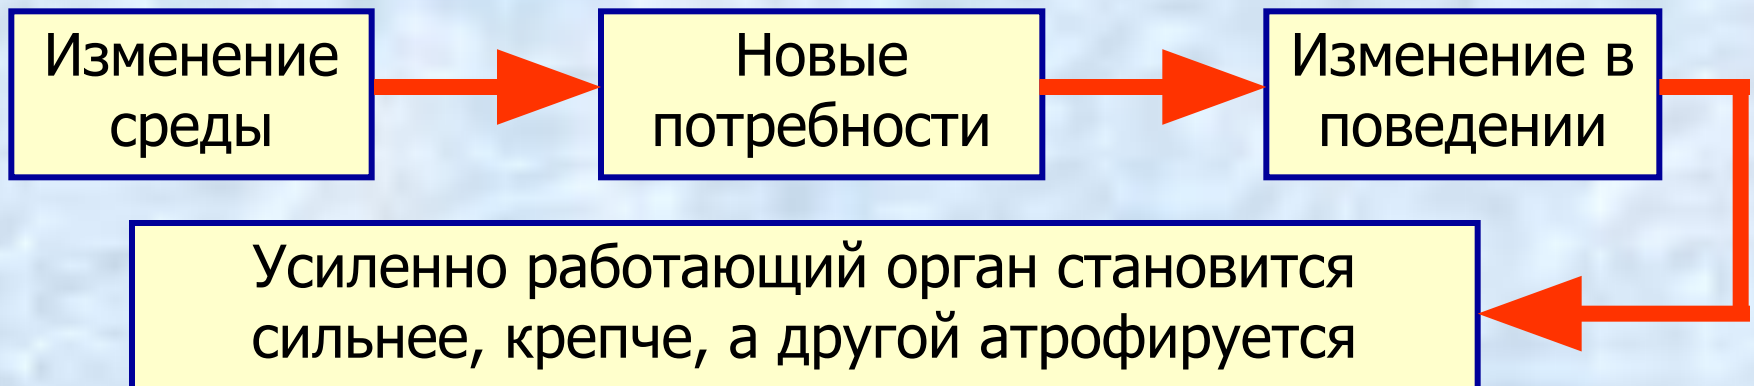 Изменение
среды
Новые
потребности
Изменение в
поведении
Усиленно работающий орган становится
сильнее, крепче, а другой атрофируется